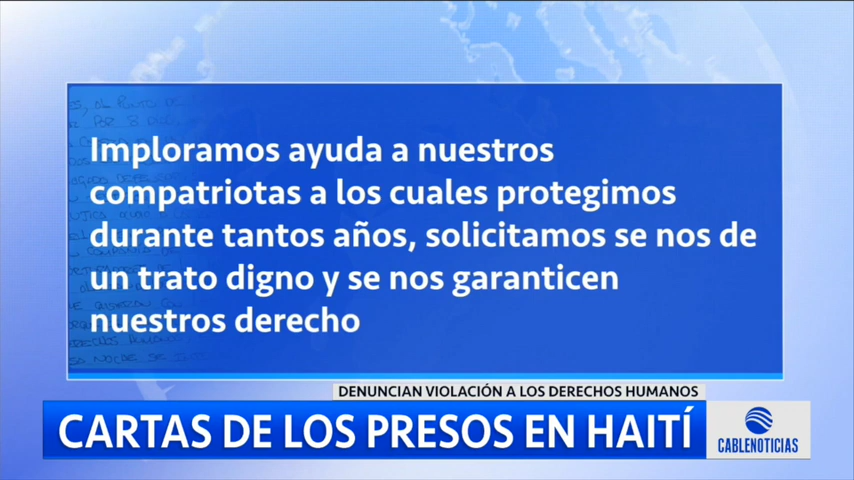 Imploramos ayuda a nuestros
compatriotas a los cuales protegimos
durante tantos años, solicitamos se nos de
un trato digno y se nos garanticen
nuestros derecho
DENUNCIAN VIOLACIÓN A LOS DERECHOS HUMANOS
CARTAS DE LOS PRESOS EN HAITÍ
CABLENOTICIAS